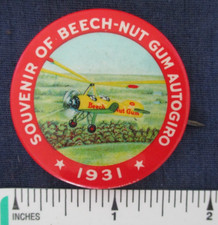 SOUVENIR OF BEECH-NUT GUM AUTOGIRO
Beech Nut Gum
★ 1931 ★
INCHES 1 2